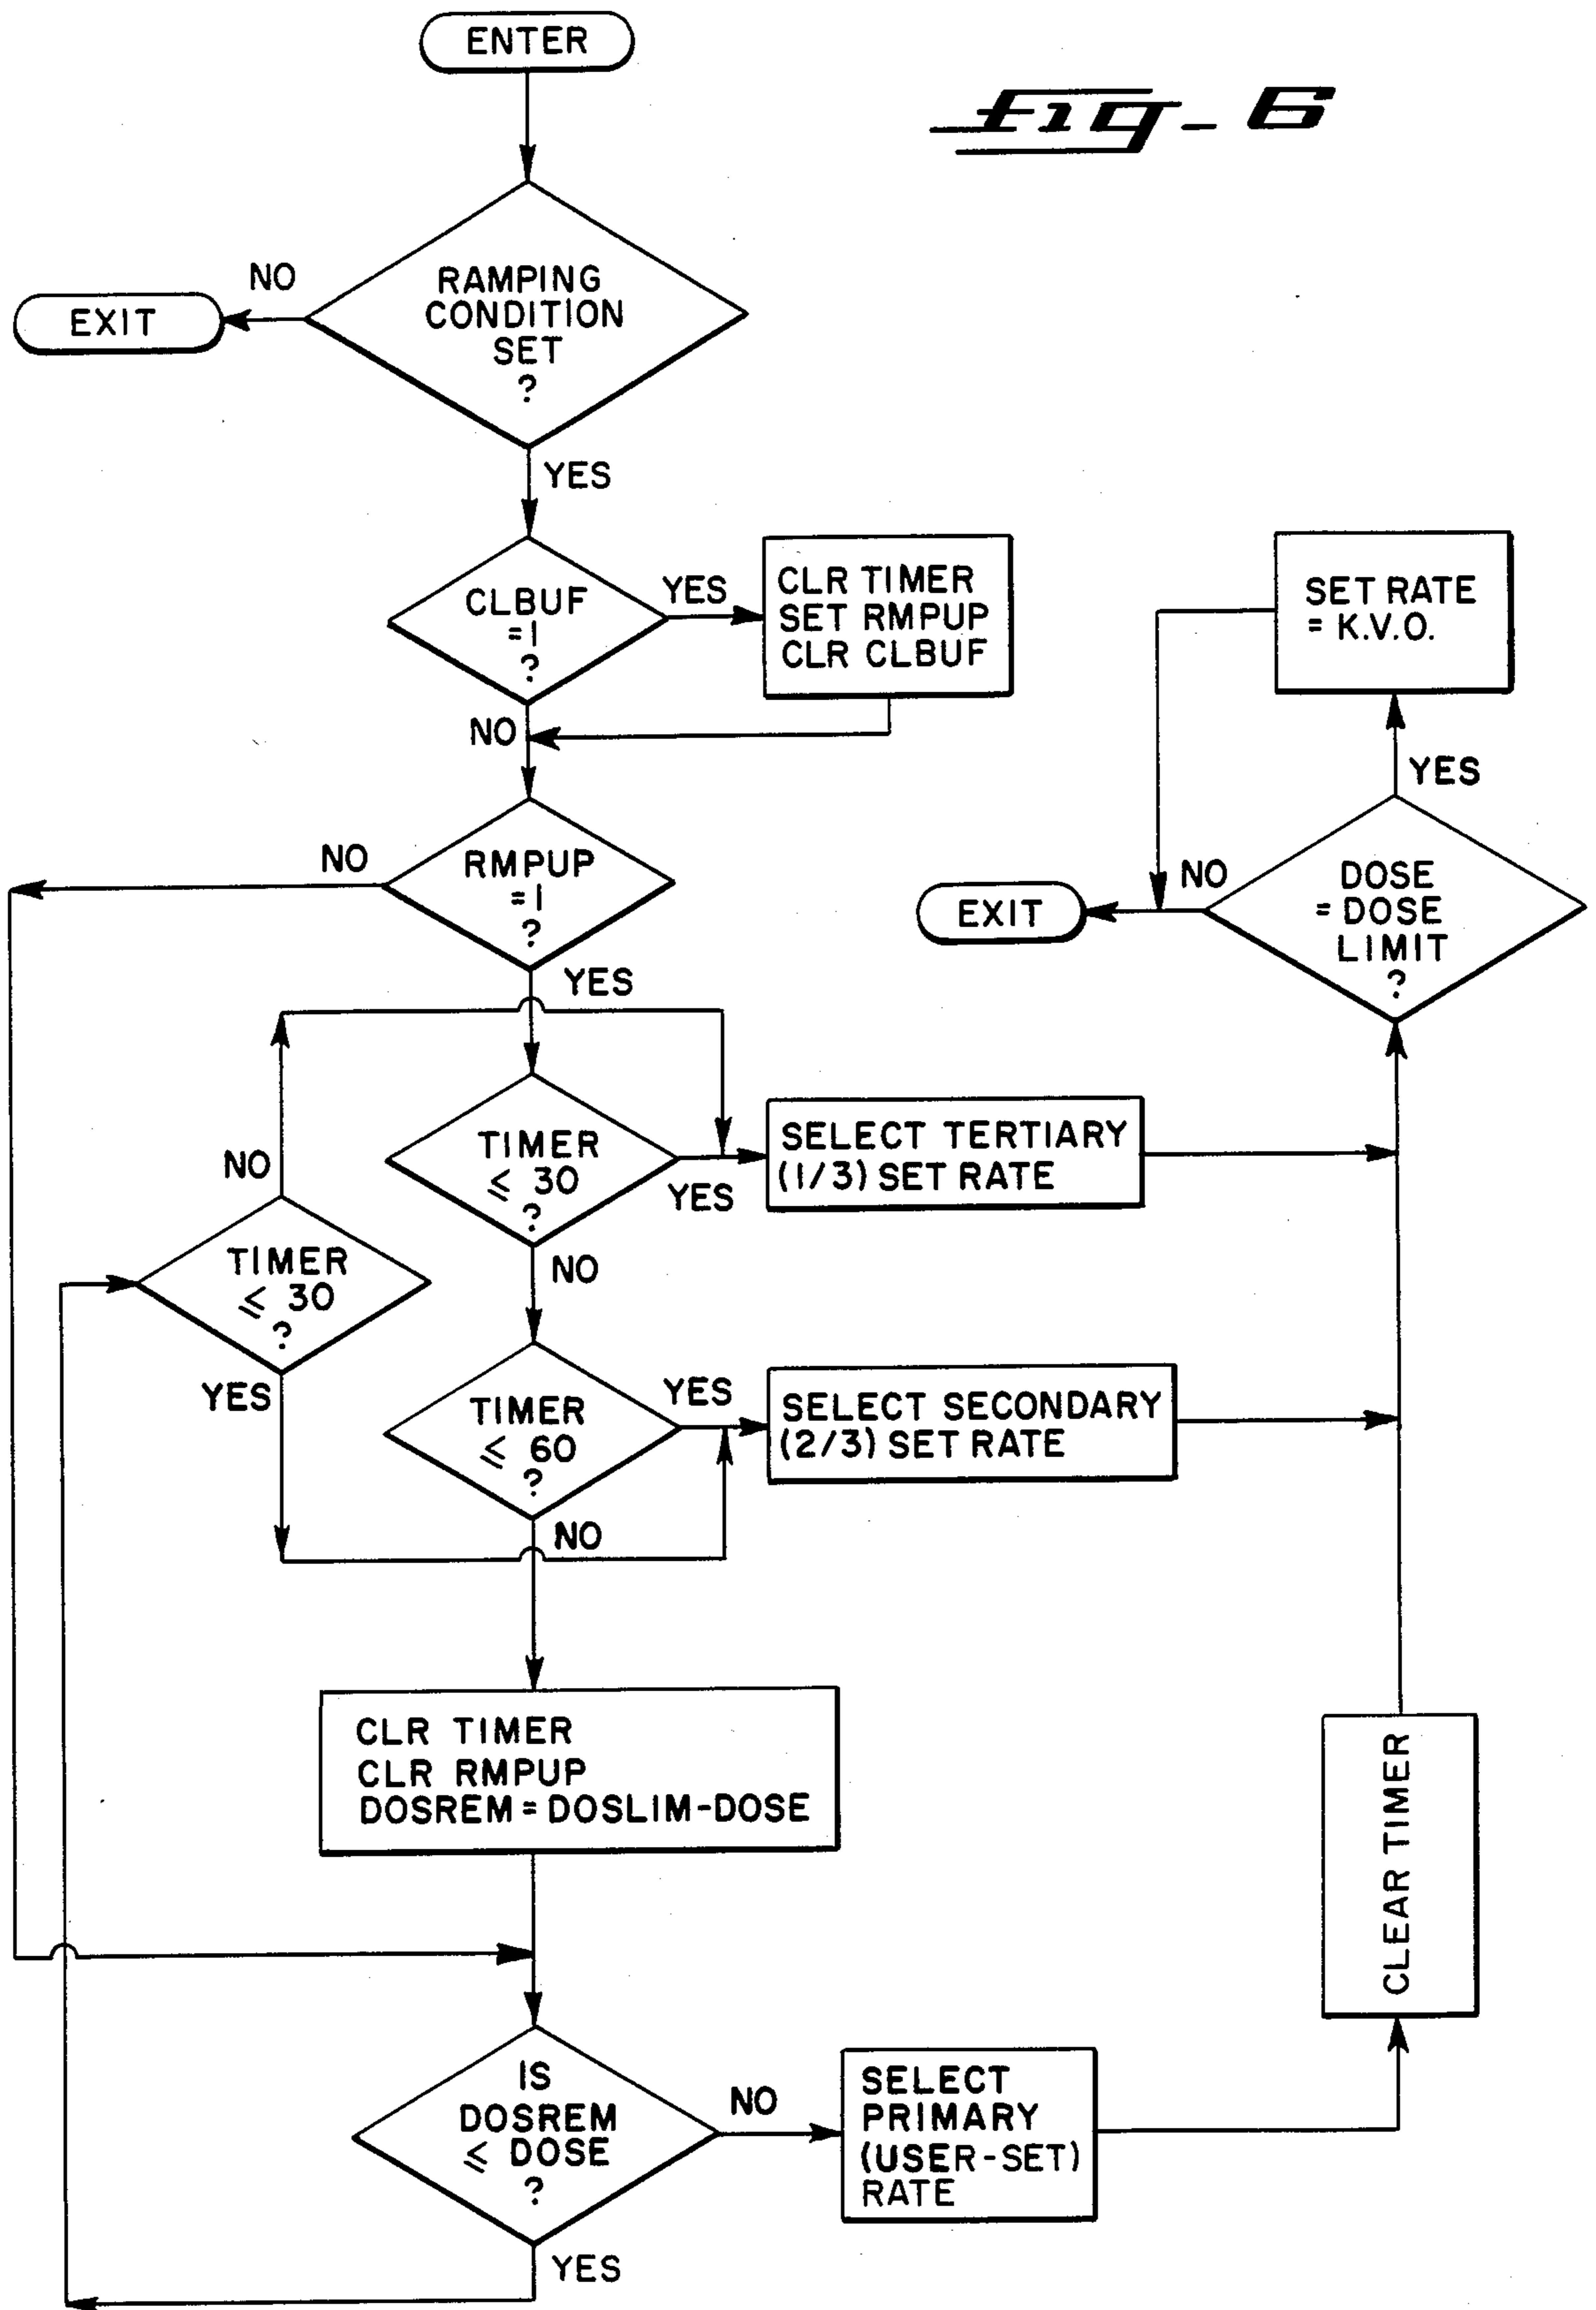 ENTER
Fig-6
RAMPING
CONDITION
SET
?
NO
EXIT
YES
CLBUF
=1
?
YES
CLR TIMER
SET RMPUP
CLR CLBUF
NO
SET RATE
= K.V.O.
YES
RMPUP
=1
?
NO
YES
DOSE
= DOSE
LIMIT
?
NO
EXIT
TIMER
≤ 30
?
YES
SELECT TERTIARY
(1/3) SET RATE
NO
NO
TIMER
≤ 30
?
YES
TIMER
≤ 60
?
YES
SELECT SECONDARY
(2/3) SET RATE
NO
CLR TIMER
CLR RMPUP
DOSREM = DOSLIM-DOSE
CLEAR TIMER
IS
DOSREM
≤ DOSE
?
NO
SELECT
PRIMARY
(USER-SET)
RATE
YES